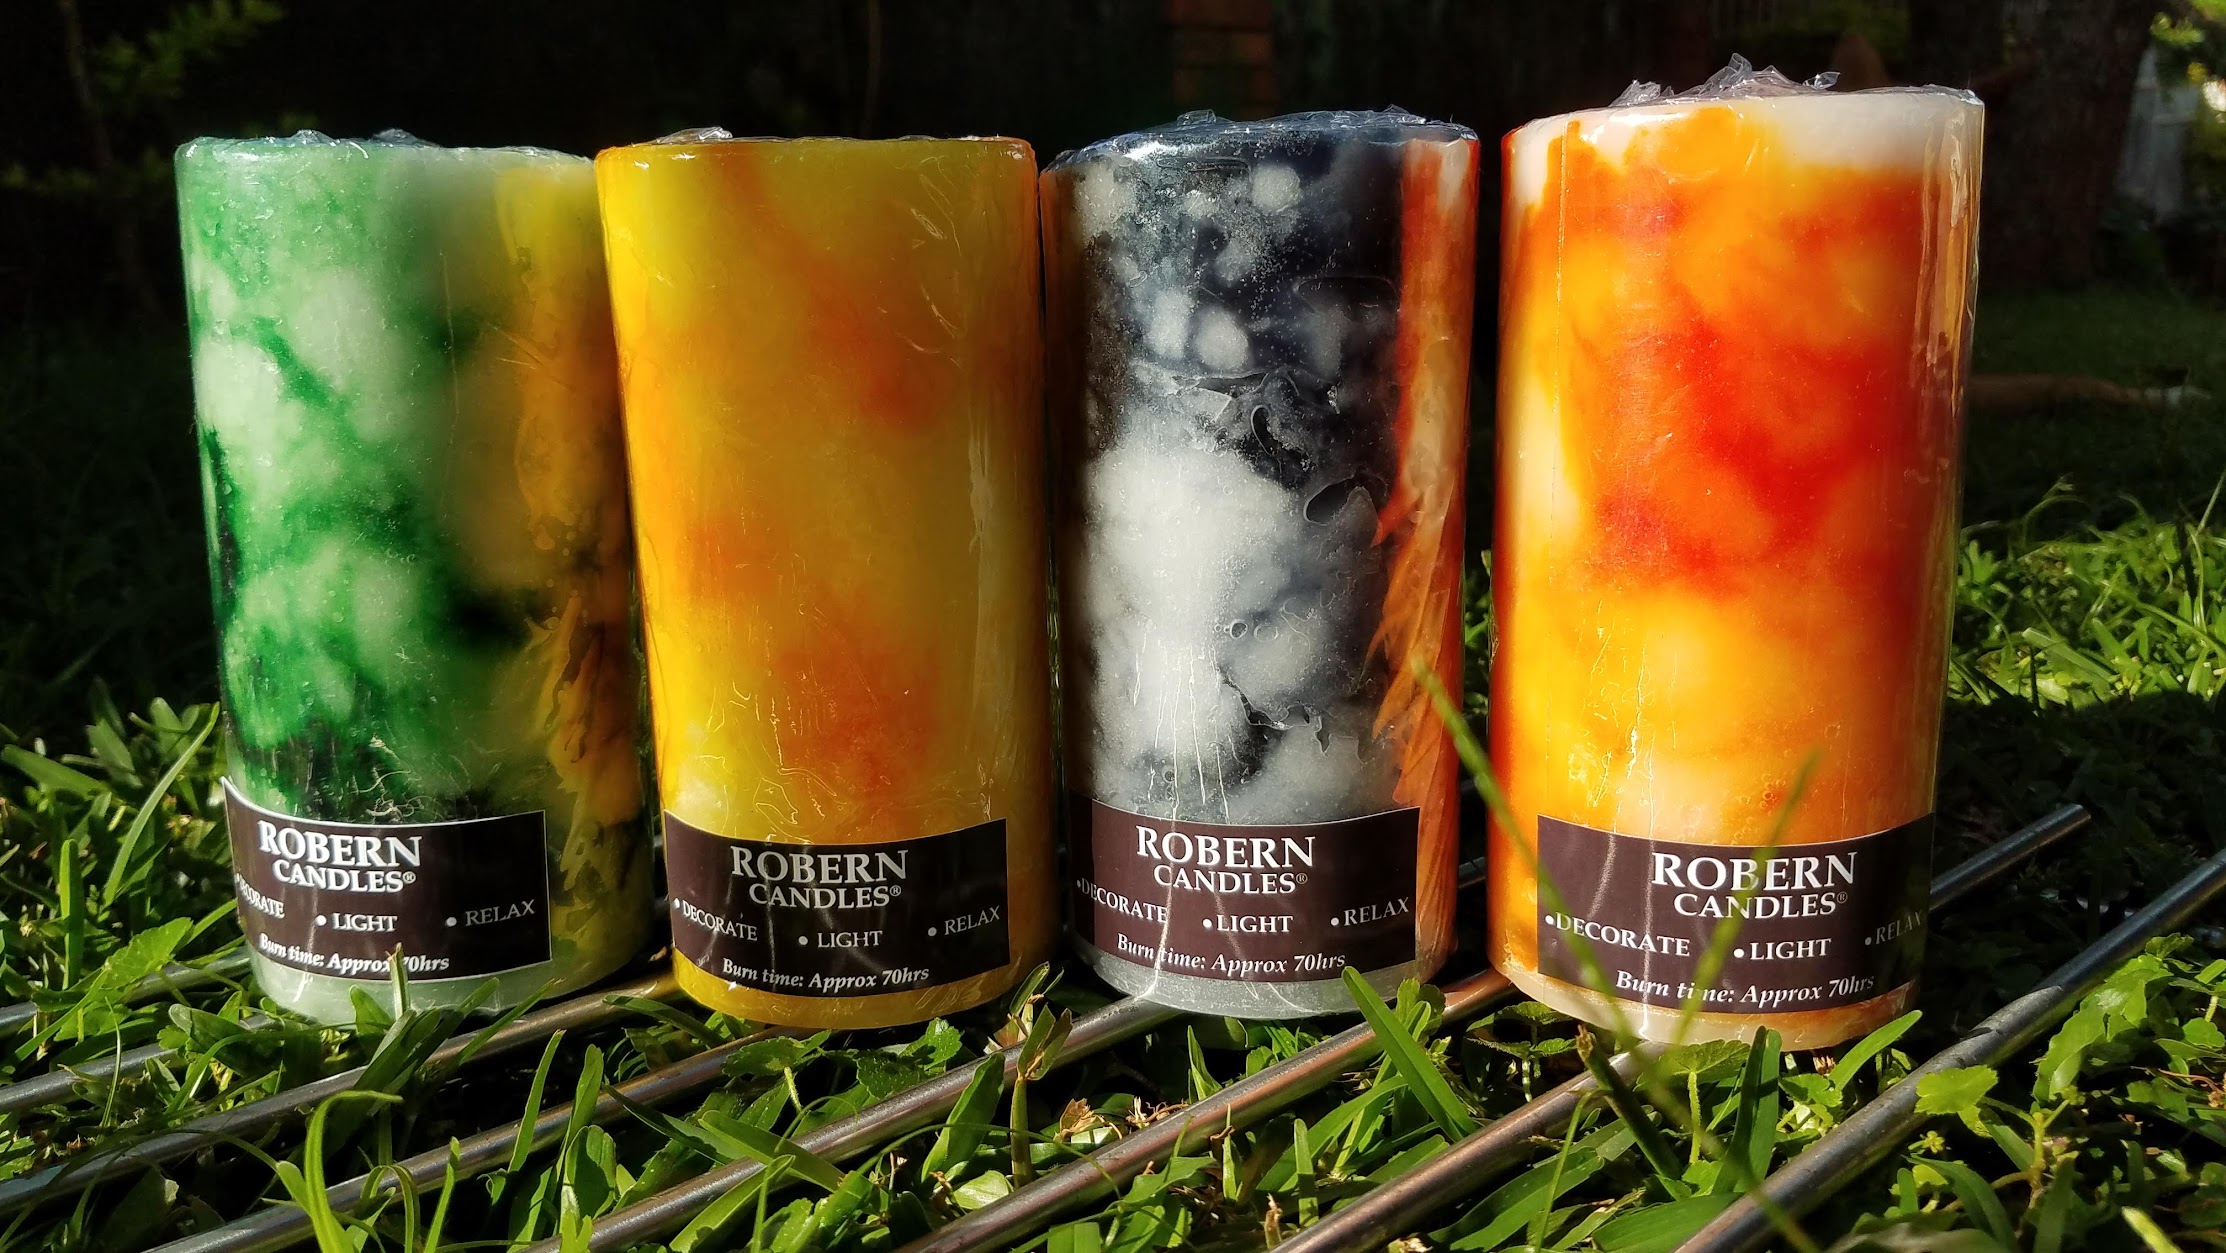 ROBERN
CANDLES®
•DECORATE • LIGHT • RELAX
Burn time: Approx 70hrs
ROBERN
CANDLES®
• DECORATE • LIGHT • RELAX
Burn time: Approx 70hrs
ROBERN
CANDLES®
•DECORATE •LIGHT •RELAX
Burn time: Approx 70hrs
ROBERN
CANDLES®
•DECORATE •LIGHT •RELAX
Burn time: Approx 70hrs